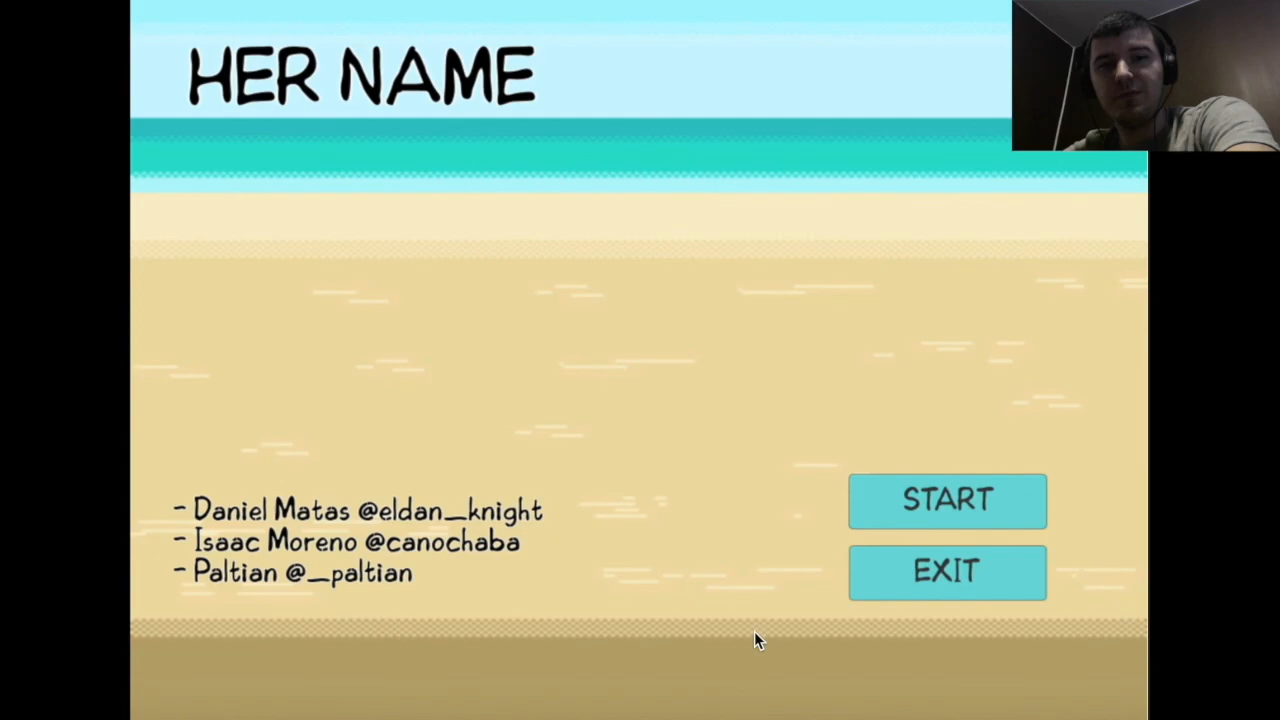 HER NAME
- Daniel Matas @eldan_knight
- Isaac Moreno @canochaba
- Paltian @_paltian
START
EXIT